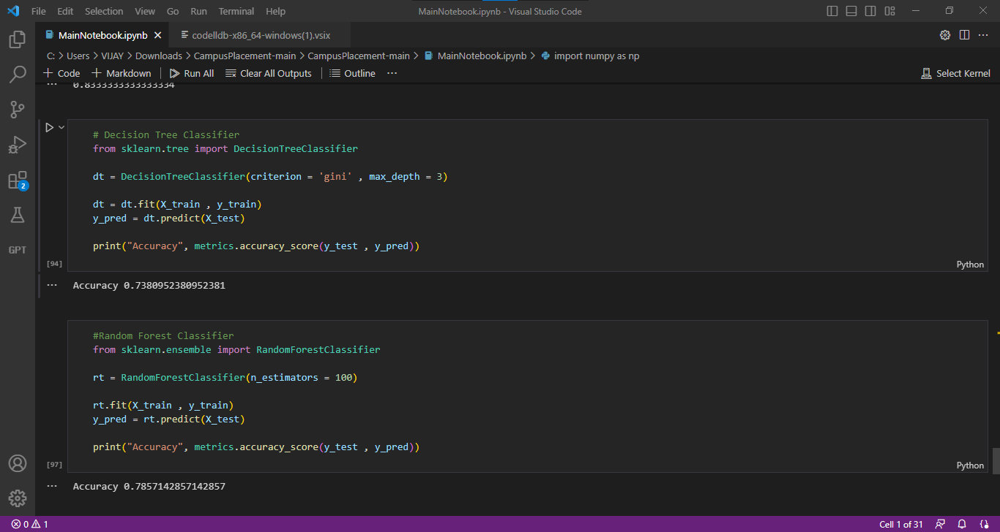 File Edit Selection View Go Run Terminal Help MainNotebook.ipynb - Visual Studio Code
MainNotebook.ipynb codelldb-x86_64-windows(1).vsix
C: > Users > VIJAY > Downloads > CampusPlacement-main > CampusPlacement-main > MainNotebook.ipynb > import numpy as np
+ Code + Markdown Run All Clear All Outputs Outline ... Select Kernel
... 0.8333333333333334
# Decision Tree Classifier
from sklearn.tree import DecisionTreeClassifier
dt = DecisionTreeClassifier(criterion = 'gini' , max_depth = 3)
dt = dt.fit(X_train , y_train)
y_pred = dt.predict(X_test)
print("Accuracy", metrics.accuracy_score(y_test , y_pred))
[94] Python
... Accuracy 0.7380952380952381
#Random Forest Classifier
from sklearn.ensemble import RandomForestClassifier
rt = RandomForestClassifier(n_estimators = 100)
rt.fit(X_train , y_train)
y_pred = rt.predict(X_test)
print("Accuracy", metrics.accuracy_score(y_test , y_pred))
[97] Python
... Accuracy 0.7857142857142857
2
GPT
0 1 Cell 1 of 31